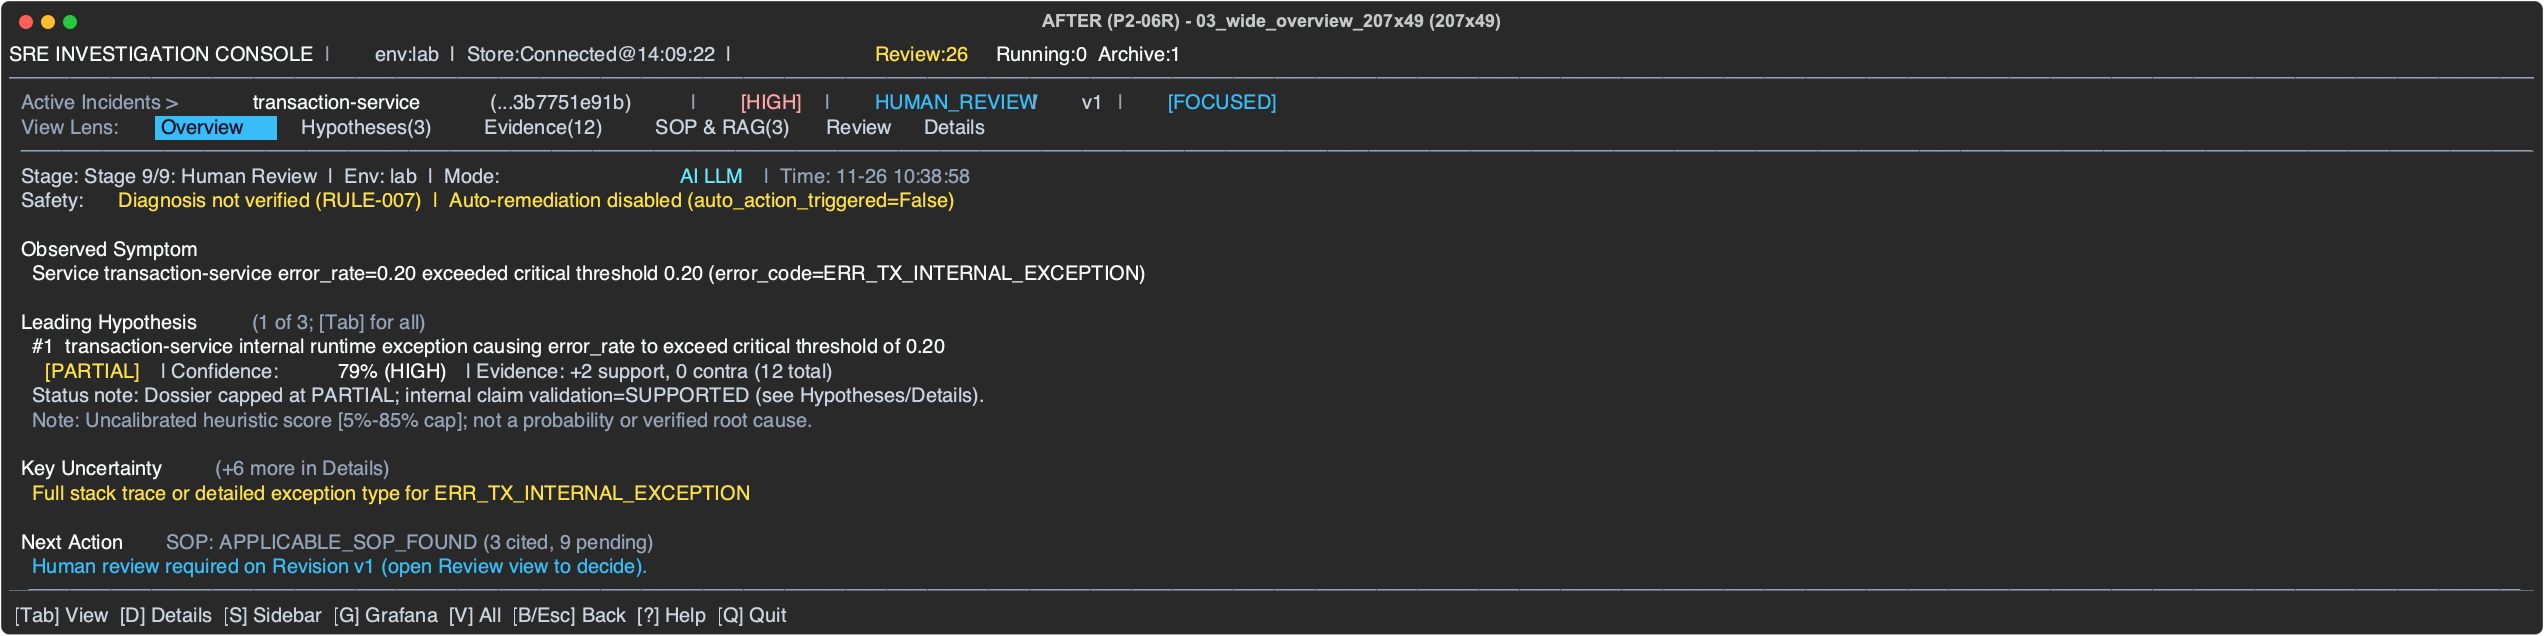 AFTER (P2-06R) - 03_wide_overview_207x49 (207x49)
SRE INVESTIGATION CONSOLE | env:lab | Store:Connected@14:09:22 | Review:26 Running:0 Archive:1
Active Incidents > transaction-service (...3b7751e91b) | [HIGH] | HUMAN_REVIEW v1 | [FOCUSED]
View Lens: Overview Hypotheses(3) Evidence(12) SOP & RAG(3) Review Details
Stage: Stage 9/9: Human Review | Env: lab | Mode: AI LLM | Time: 11-26 10:38:58
Safety: Diagnosis not verified (RULE-007) | Auto-remediation disabled (auto_action_triggered=False)
Observed Symptom
Service transaction-service error_rate=0.20 exceeded critical threshold 0.20 (error_code=ERR_TX_INTERNAL_EXCEPTION)
Leading Hypothesis (1 of 3; [Tab] for all)
#1 transaction-service internal runtime exception causing error_rate to exceed critical threshold of 0.20
[PARTIAL] | Confidence: 79% (HIGH) | Evidence: +2 support, 0 contra (12 total)
Status note: Dossier capped at PARTIAL; internal claim validation=SUPPORTED (see Hypotheses/Details).
Note: Uncalibrated heuristic score [5%-85% cap]; not a probability or verified root cause.
Key Uncertainty (+6 more in Details)
Full stack trace or detailed exception type for ERR_TX_INTERNAL_EXCEPTION
Next Action SOP: APPLICABLE_SOP_FOUND (3 cited, 9 pending)
Human review required on Revision v1 (open Review view to decide).
[Tab] View [D] Details [S] Sidebar [G] Grafana [V] All [B/Esc] Back [?] Help [Q] Quit